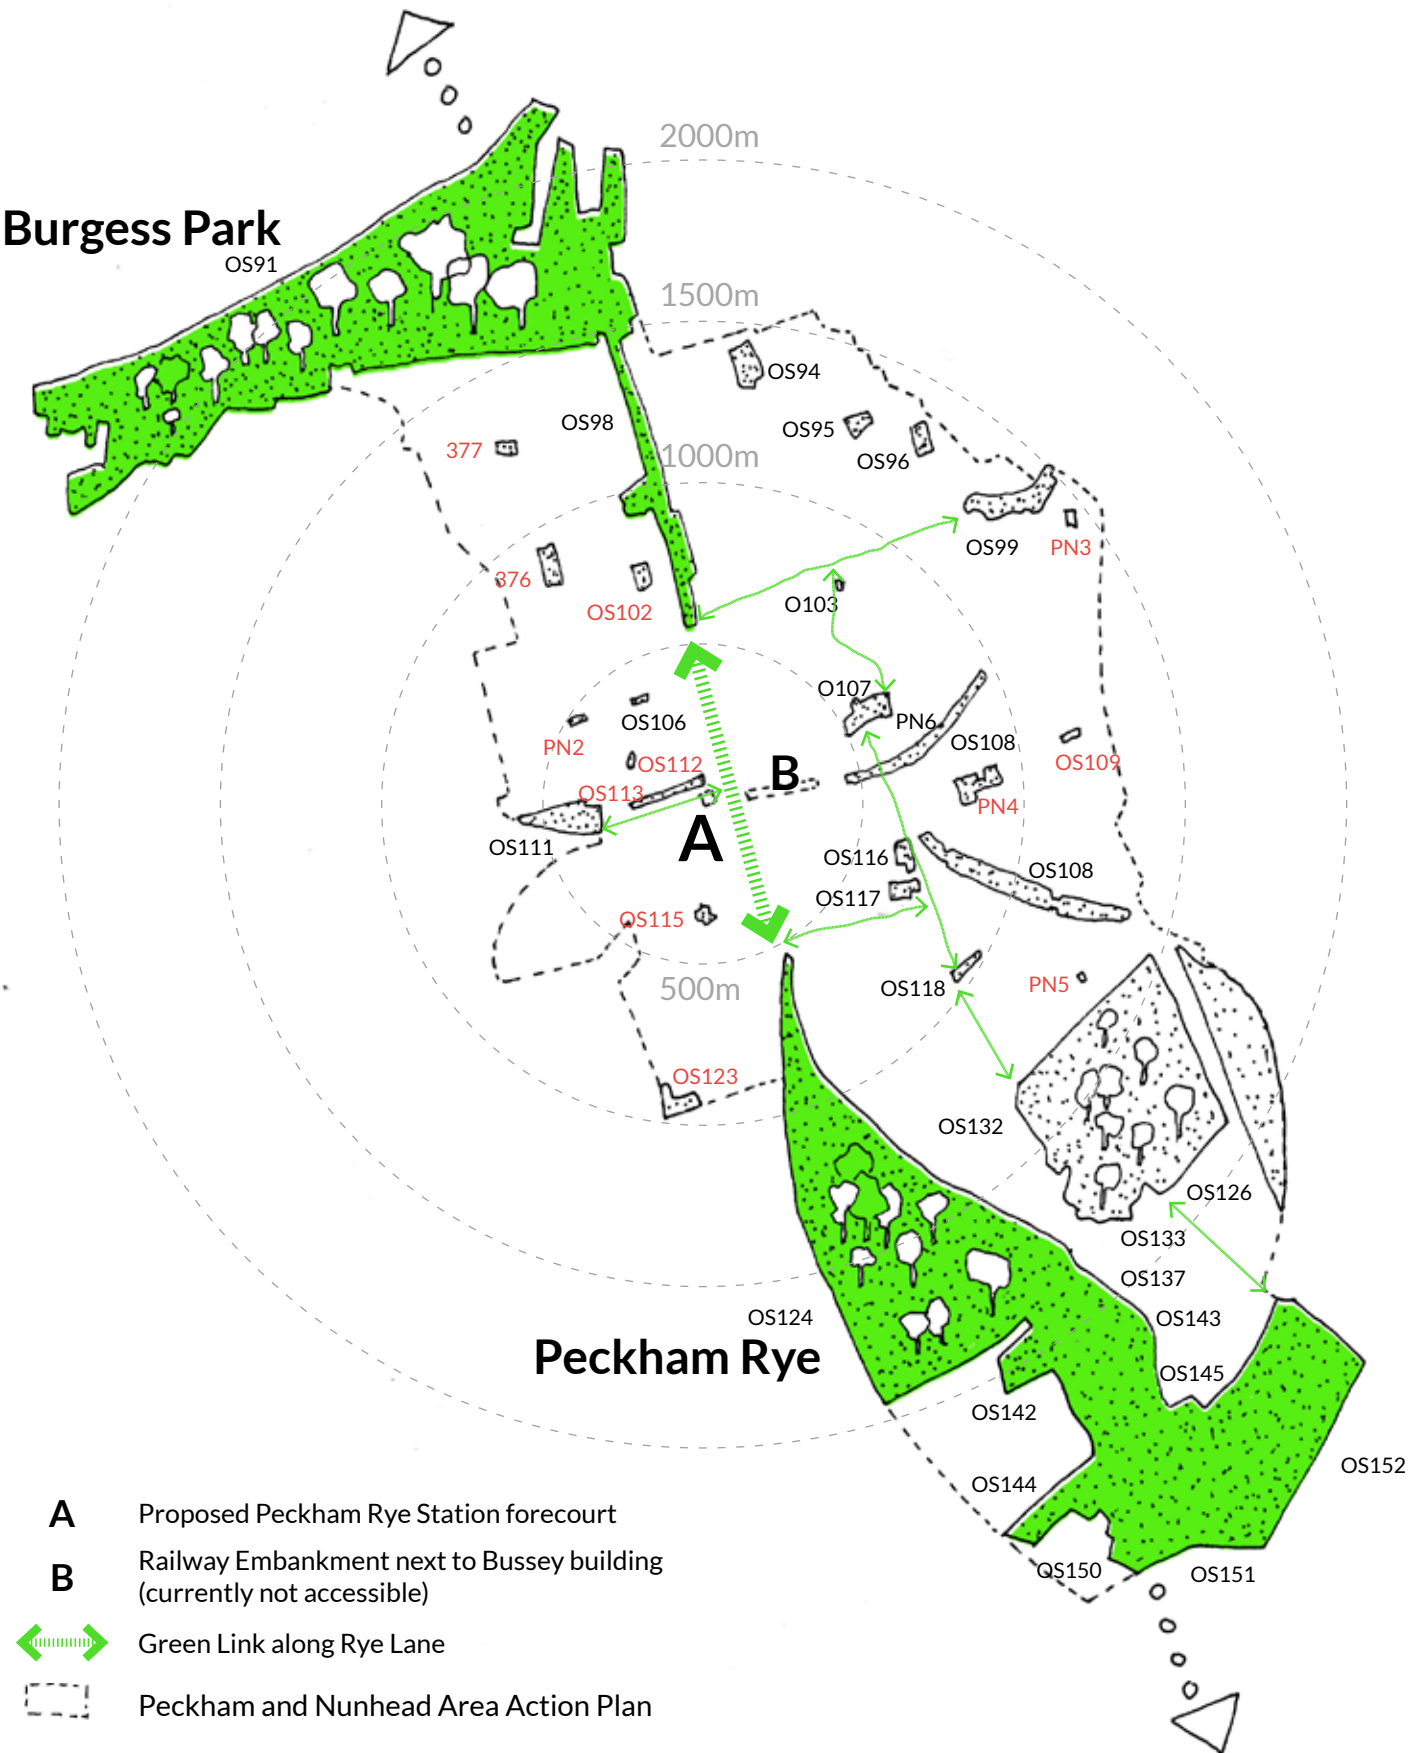 2000m
Burgess Park
OS91
1500m
OS94
OS98
OS95
377
1000m
OS96
OS99
PN3
376
O103
OS102
O107
OS106
PN6
PN2
OS108
OS112
B
OS109
OS113
PN4
A
OS111
OS116
OS108
OS117
OS115
500m
OS118
PN5
OS123
OS132
OS126
OS133
OS137
OS124
OS143
Peckham Rye
OS145
OS142
OS152
OS144
OS150
OS151
A
Proposed Peckham Rye Station forecourt
B
Railway Embankment next to Bussey building
(currently not accessible)
Green Link along Rye Lane
Peckham and Nunhead Area Action Plan